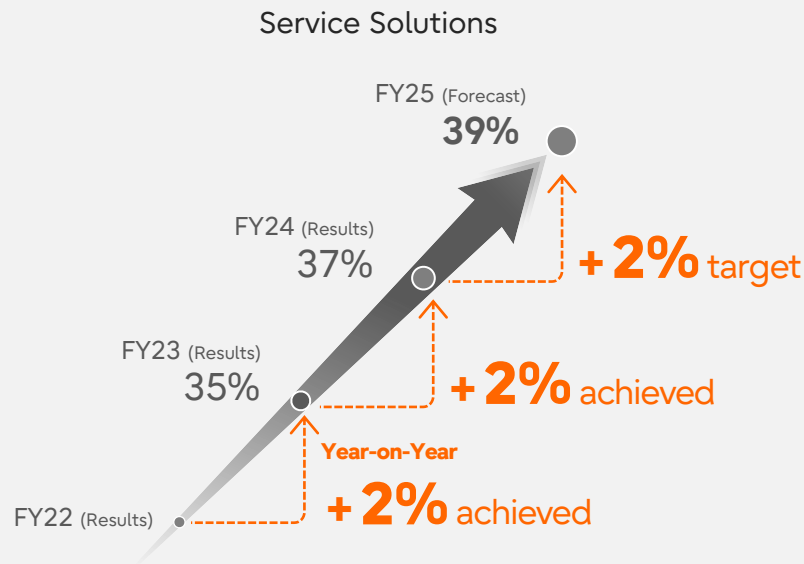 Service Solutions
FY25 (Forecast)
39%
FY24 (Results)
37%
+ 2% target
FY23 (Results)
35%
+ 2% achieved
Year-on-Year
FY22 (Results)
+ 2% achieved